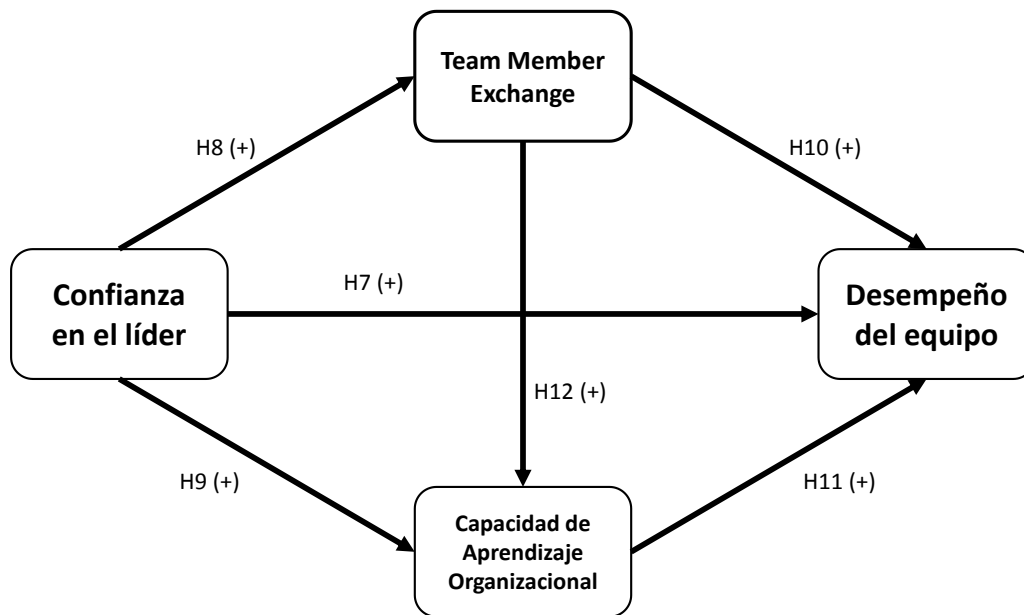 Team Member
Exchange
H8 (+)
H10 (+)
Confianza
en el líder
H7 (+)
Desempeño
del equipo
H12 (+)
H9 (+)
H11 (+)
Capacidad de
Aprendizaje
Organizacional